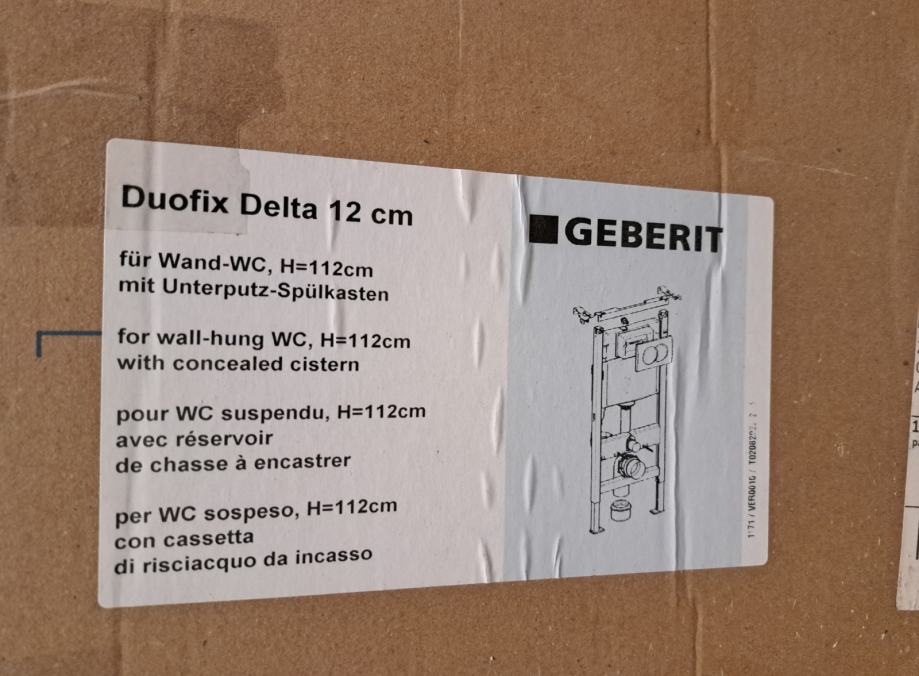 Duofix Delta 12 cm
für Wand-WC, H=112cm
mit Unterputz-Spülkasten
for wall-hung WC, H=112cm
with concealed cistern
pour WC suspendu, H=112cm
avec réservoir
de chasse à encastrer
per WC sospeso, H=112cm
con cassetta
di risciacquo da incasso
GEBERIT